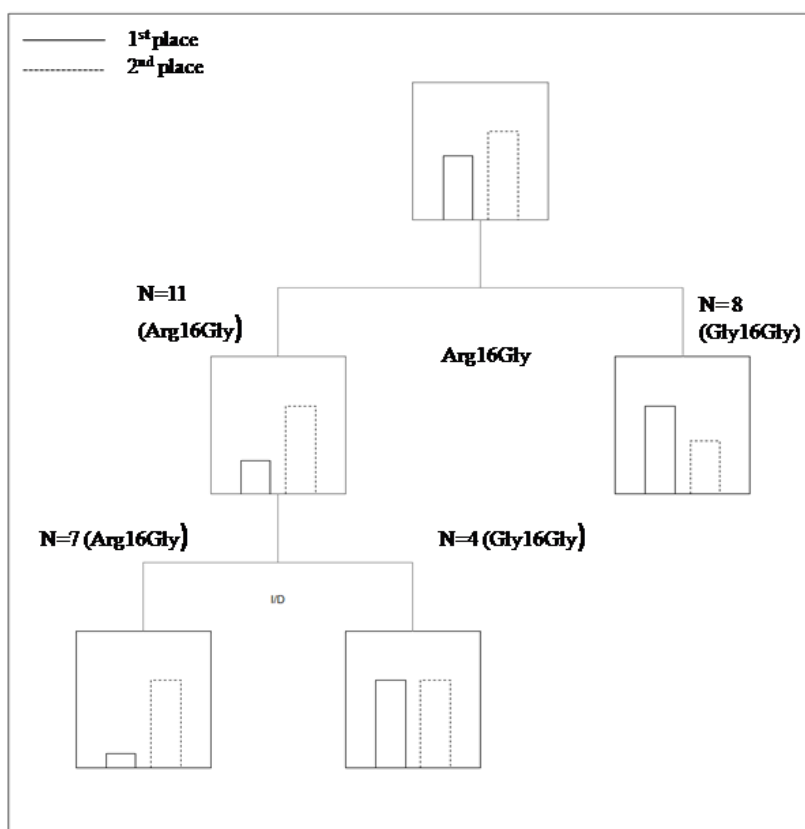 1st place
2nd place
N=11
(Arg16Gly)
N= 8
(Gly16Gly)
Arg16Gly
N=7 (Arg16Gly)
N=4 (Gly16Gly)
I/D